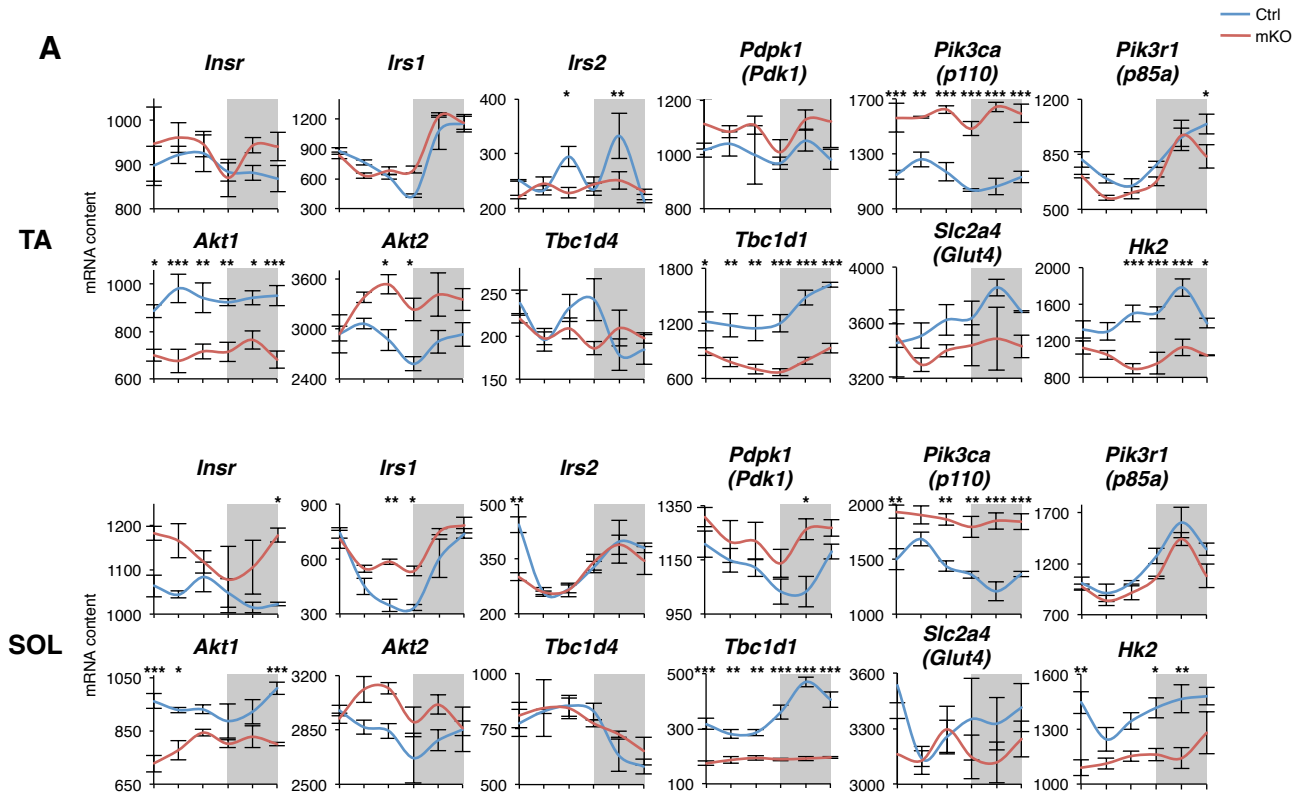 Ctrl
mKO
A
Insr Irs1 Irs2 Pdpk1 (Pdk1) Pik3ca (p110) Pik3r1 (p85a)
* ** *** ** *** *** *** *** *
1000 900 800
1200 900 600 300
400 300 200
1200 1000 800
1700 1300 900
1200 850 500
TA
mRNA content
Akt1 Akt2 Tbc1d4 Tbc1d1 Slc2a4 (Glut4) Hk2
* *** ** ** * *** * * * ** ** *** *** *** *** *** *** *
1000 800 600
3600 3000 2400
250 200 150
1800 1200 600
4000 3600 3200
2000 1600 1200 800
Insr Irs1 Irs2 Pdpk1 (Pdk1) Pik3ca (p110) Pik3r1 (p85a)
* ** * ** * ** ** ** *** ***
1200 1100 1000
900 600 300
500 350 200
1350 1150 950
2000 1500 1000
1700 1200 700
SOL
mRNA content
Akt1 Akt2 Tbc1d4 Tbc1d1 Slc2a4 (Glut4) Hk2
*** * *** *** ** ** *** *** *** ** * **
1050 850 650
3200 2850 2500
1000 750 500
500 300 100
3600 3300 3000
1600 1400 1200 1000